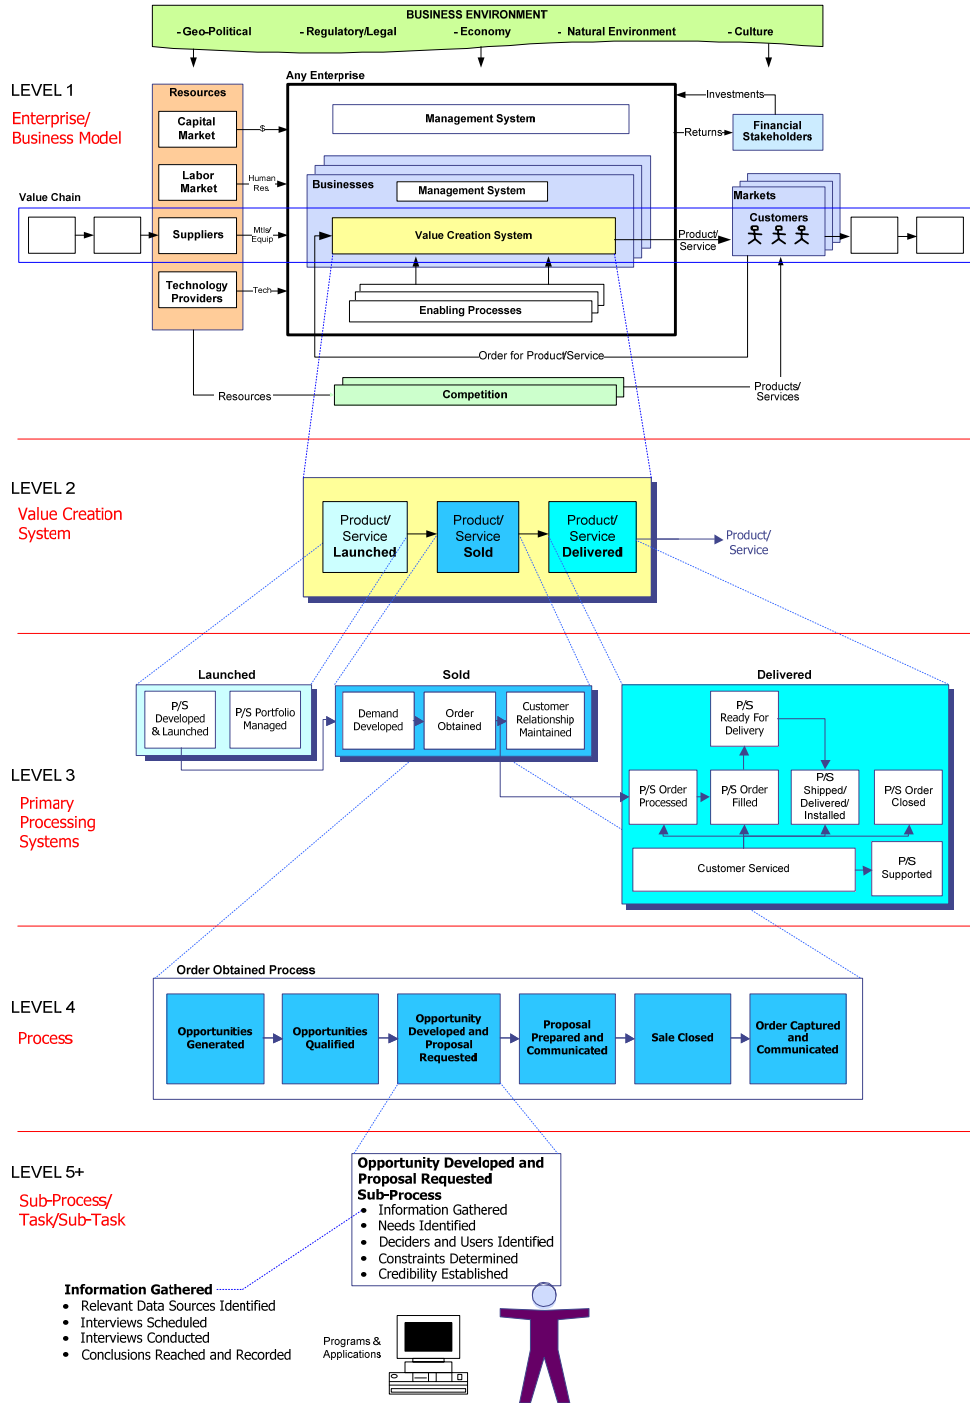 BUSINESS ENVIRONMENT
- Geo-Political - Regulatory/Legal - Economy - Natural Environment - Culture
LEVEL 1
Enterprise/
Business Model
Any Enterprise
Resources
Capital
Market
$
Labor
Market
Human
Res.
Suppliers
Mtls/
Equip
Technology
Providers
Tech
Management System
Businesses
Management System
Value Creation System
Enabling Processes
Investments
Returns
Financial
Stakeholders
Markets
Customers
Product/
Service
Value Chain
Order for Product/Service
Resources
Competition
Products/
Services
LEVEL 2
Value Creation
System
Product/
Service
Launched
Product/
Service
Sold
Product/
Service
Delivered
Product/
Service
LEVEL 3
Primary
Processing
Systems
Launched
P/S
Developed
& Launched
P/S Portfolio
Managed
Sold
Demand
Developed
Order
Obtained
Customer
Relationship
Maintained
Delivered
P/S
Ready For
Delivery
P/S Order
Processed
P/S Order
Filled
P/S
Shipped/
Delivered/
Installed
P/S Order
Closed
Customer Serviced
P/S
Supported
LEVEL 4
Process
Order Obtained Process
Opportunities
Generated
Opportunities
Qualified
Opportunity
Developed and
Proposal
Requested
Proposal
Prepared and
Communicated
Sale Closed
Order Captured
and
Communicated
LEVEL 5+
Sub-Process/
Task/Sub-Task
Opportunity Developed and
Proposal Requested
Sub-Process
• Information Gathered
• Needs Identified
• Deciders and Users Identified
• Constraints Determined
• Credibility Established
Information Gathered
• Relevant Data Sources Identified
• Interviews Scheduled
• Interviews Conducted
• Conclusions Reached and Recorded
Programs &
Applications